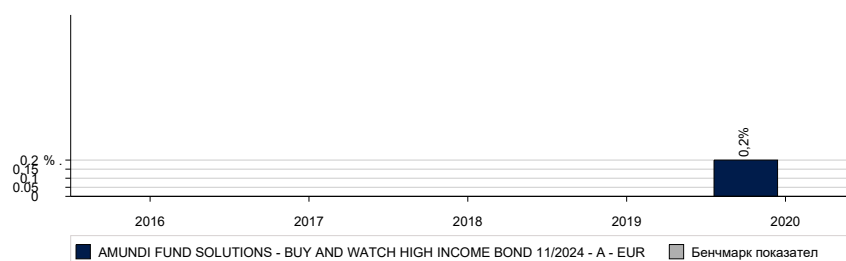 0,2%
0,2 % .
0,15
0,1
0,05
0
2016 2017 2018 2019 2020
AMUNDI FUND SOLUTIONS - BUY AND WATCH HIGH INCOME BOND 11/2024 - A - EUR Бенчмарк показател